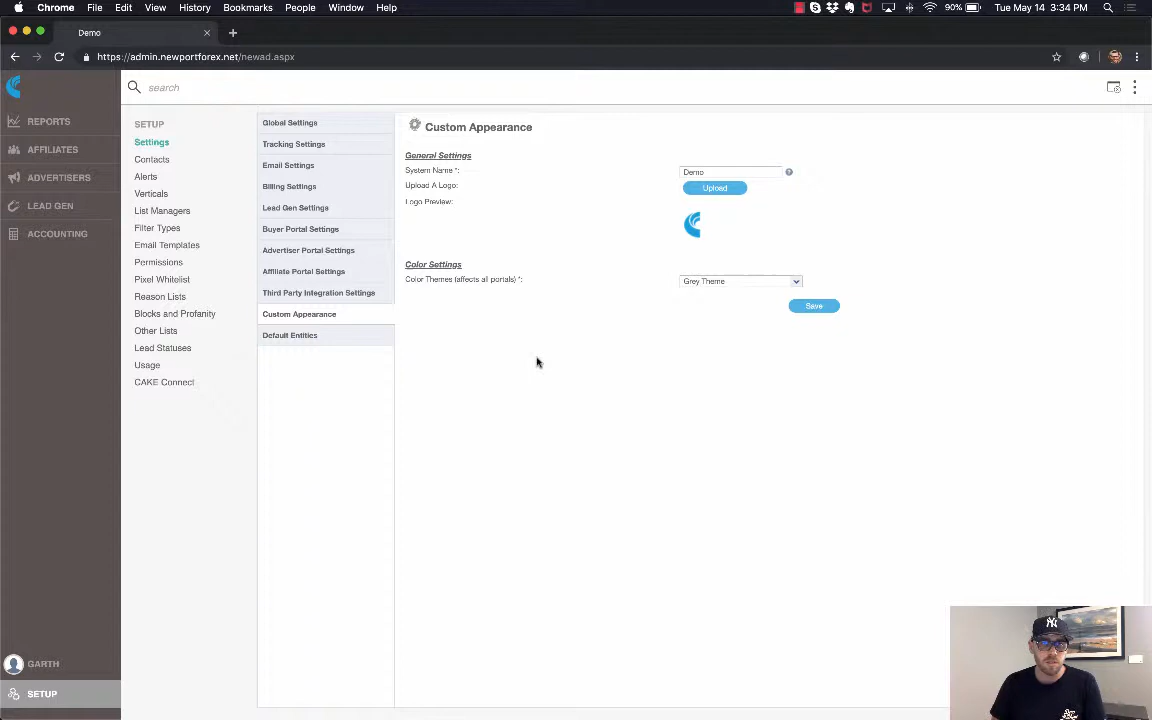 Chrome File Edit View History Bookmarks People Window Help 90% Tue May 14 3:34 PM
Demo
https://admin.newportforex.net/newad.aspx
search
REPORTS
AFFILIATES
ADVERTISERS
LEAD GEN
ACCOUNTING
GARTH
SETUP
SETUP
Settings
Contacts
Alerts
Verticals
List Managers
Filter Types
Email Templates
Permissions
Pixel Whitelist
Reason Lists
Blocks and Profanity
Other Lists
Lead Statuses
Usage
CAKE Connect
Global Settings
Tracking Settings
Email Settings
Billing Settings
Lead Gen Settings
Buyer Portal Settings
Advertiser Portal Settings
Affiliate Portal Settings
Third Party Integration Settings
Custom Appearance
Default Entities
Custom Appearance
General Settings
System Name *: Demo
Upload A Logo: Upload
Logo Preview:
Color Settings
Color Themes (affects all portals) *: Grey Theme
Save